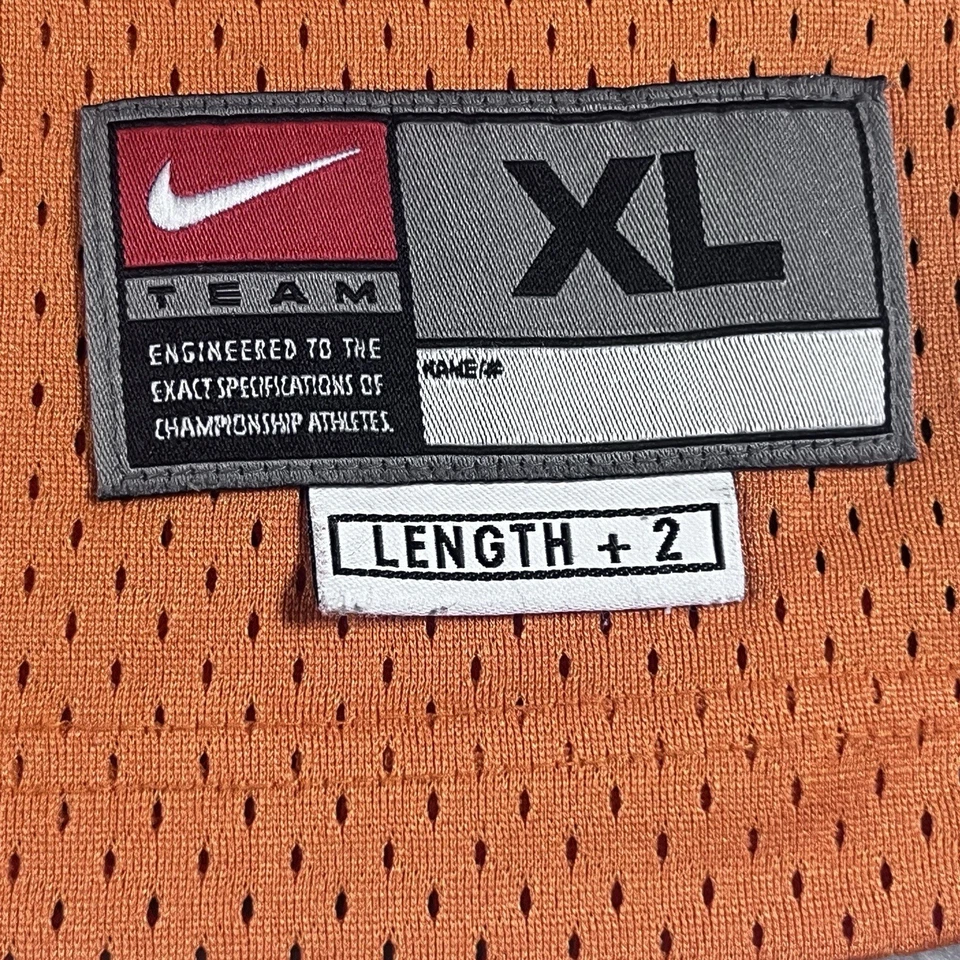 XL
TEAM
ENGINEERED TO THE
EXACT SPECIFICATIONS OF
CHAMPIONSHIP ATHLETES.
NAME/#
LENGTH + 2